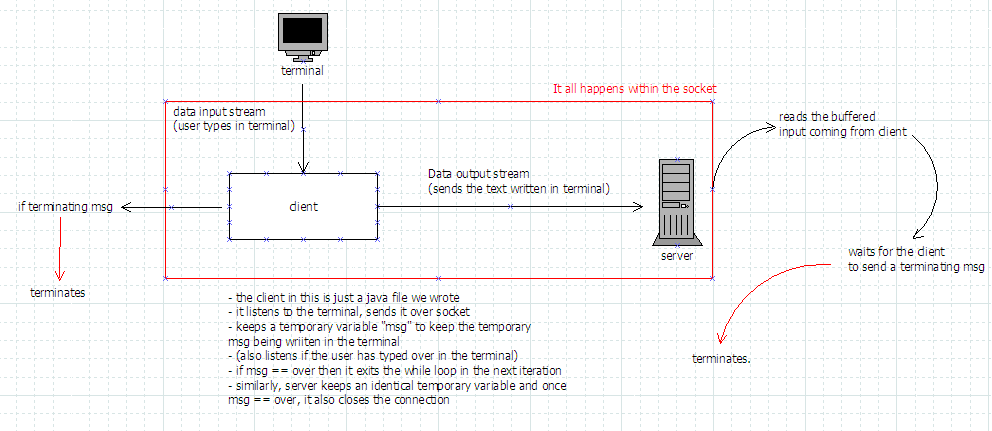 terminal
It all happens within the socket
data input stream
(user types in terminal)
reads the buffered
input coming from client
Data output stream
(sends the text written in terminal)
client
if terminating msg
server
waits for the client
to send a terminating msg
terminates
terminates.
- the client in this is just a java file we wrote
- it listens to the terminal, sends it over socket
- keeps a temporary variable "msg" to keep the temporary
msg being wriiten in the terminal
- (also listens if the user has typed over in the terminal)
- if msg == over then it exits the while loop in the next iteration
- similarly, server keeps an identical temporary variable and once
msg == over, it also closes the connection